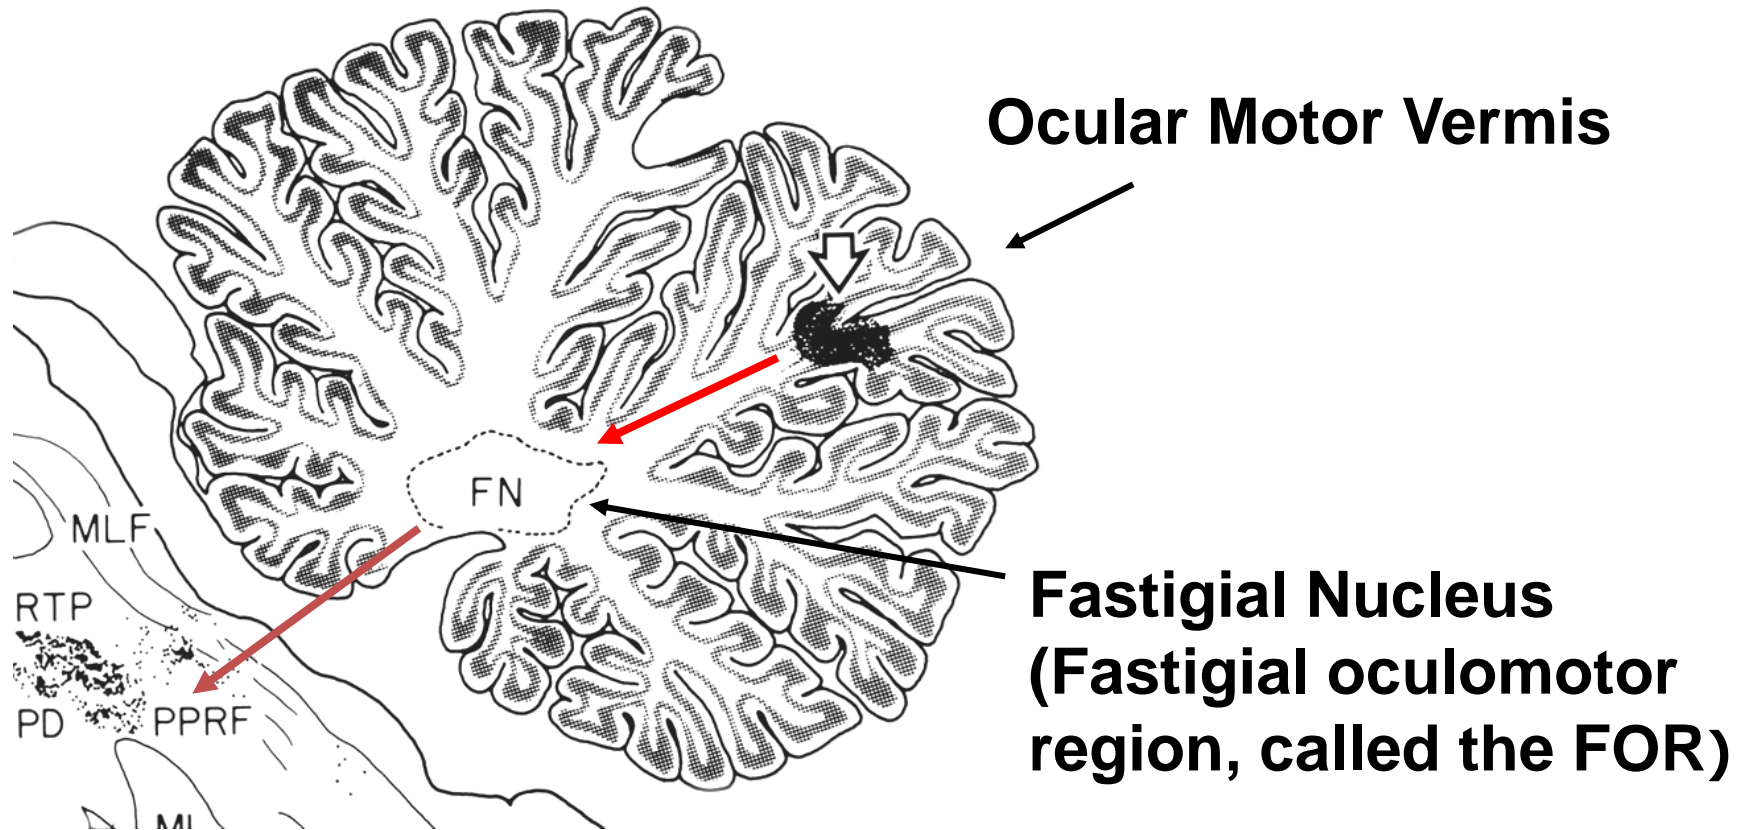 Ocular Motor Vermis
FN
MLF
RTP
PD
PPRF
Fastigial Nucleus
(Fastigial oculomotor
region, called the FOR)